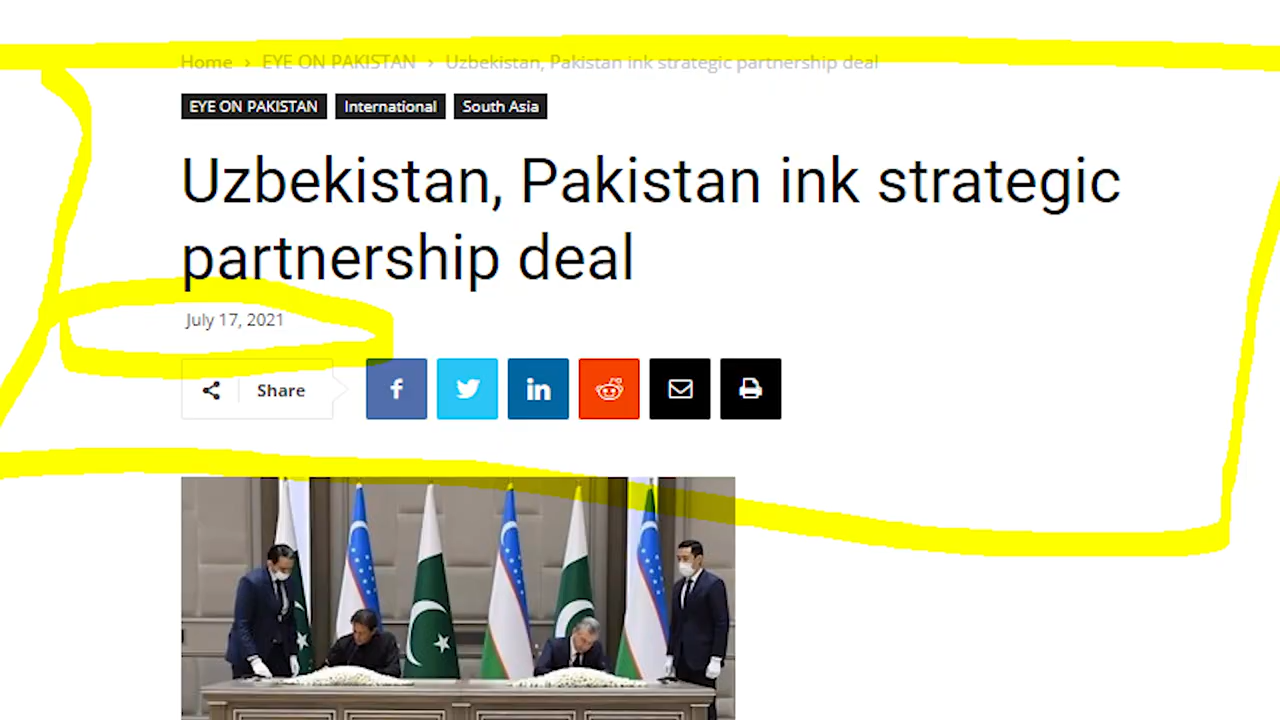 Home › EYE ON PAKISTAN › Uzbekistan, Pakistan ink strategic partnership deal
EYE ON PAKISTAN International South Asia
Uzbekistan, Pakistan ink strategic
partnership deal
July 17, 2021
Share